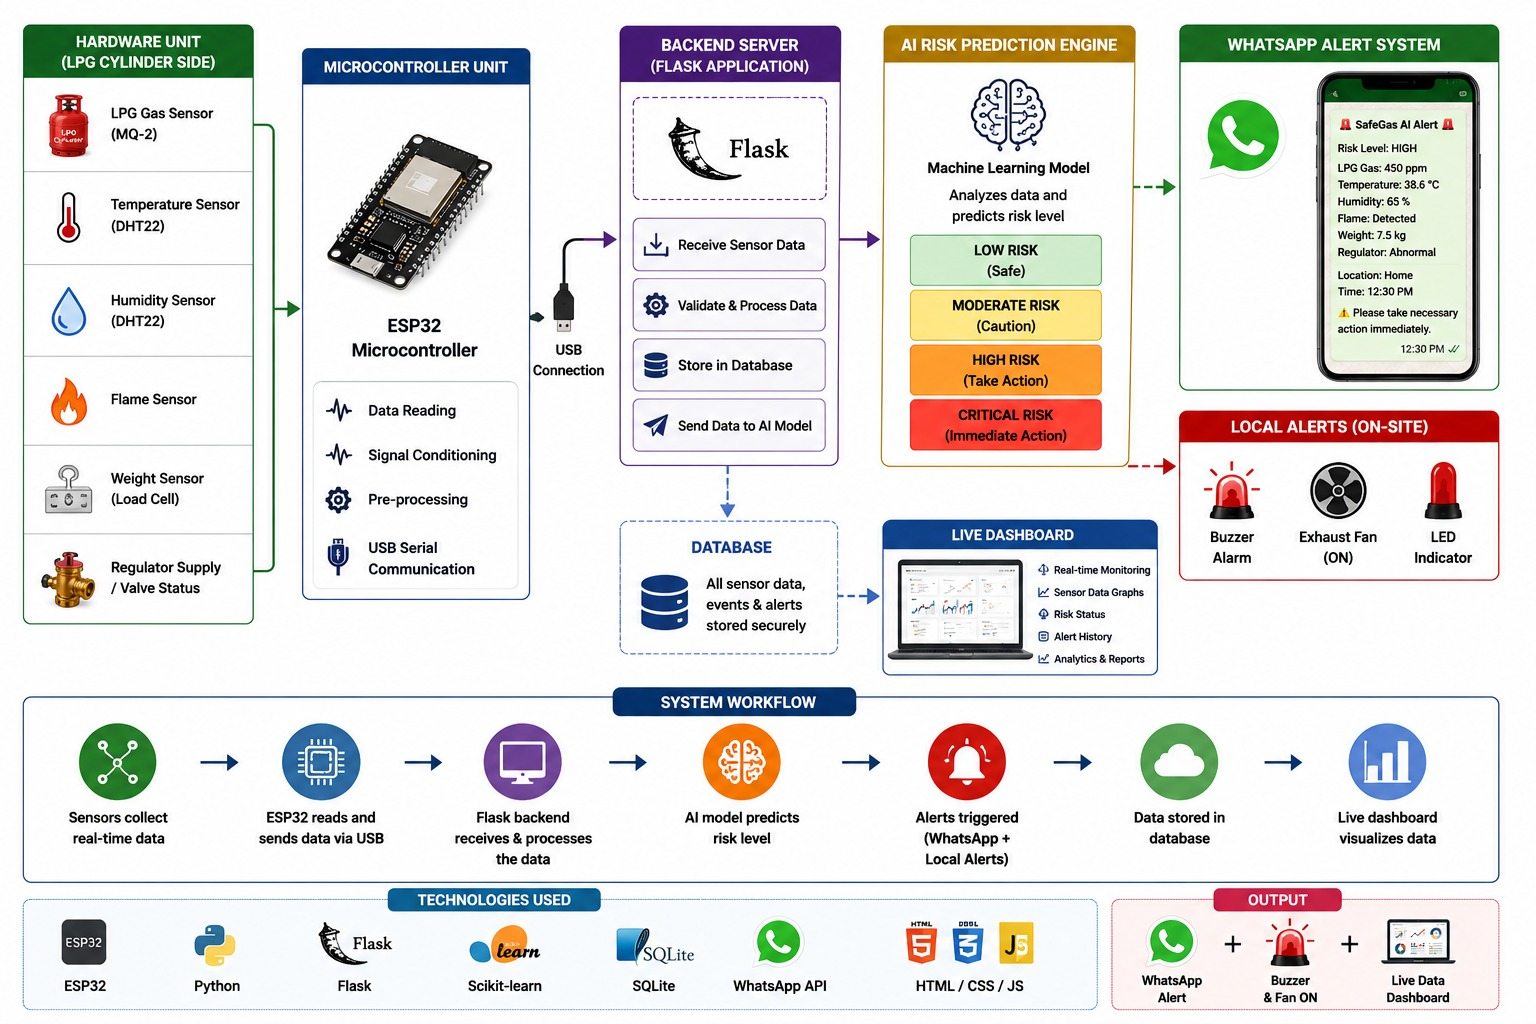 HARDWARE UNIT
(LPG CYLINDER SIDE)
LPG Gas Sensor
(MQ-2)
Temperature Sensor
(DHT22)
Humidity Sensor
(DHT22)
Flame Sensor
Weight Sensor
(Load Cell)
Regulator Supply
/ Valve Status
MICROCONTROLLER UNIT
ESP32
Microcontroller
Data Reading
Signal Conditioning
Pre-processing
USB Serial
Communication
USB
Connection
BACKEND SERVER
(FLASK APPLICATION)
Flask
Receive Sensor Data
Validate & Process Data
Store in Database
Send Data to AI Model
DATABASE
All sensor data,
events & alerts
stored securely
AI RISK PREDICTION ENGINE
Machine Learning Model
Analyzes data and
predicts risk level
LOW RISK
(Safe)
MODERATE RISK
(Caution)
HIGH RISK
(Take Action)
CRITICAL RISK
(Immediate Action)
LIVE DASHBOARD
Real-time Monitoring
Sensor Data Graphs
Risk Status
Alert History
Analytics & Reports
WHATSAPP ALERT SYSTEM
SafeGas AI Alert
Risk Level: HIGH
LPG Gas: 450 ppm
Temperature: 38.6 °C
Humidity: 65 %
Flame: Detected
Weight: 7.5 kg
Regulator: Abnormal
Location: Home
Time: 12:30 PM
Please take necessary
action immediately.
12:30 PM
LOCAL ALERTS (ON-SITE)
Buzzer
Alarm
Exhaust Fan
(ON)
LED
Indicator
SYSTEM WORKFLOW
Sensors collect
real-time data
ESP32 reads and
sends data via USB
Flask backend
receives & processes
the data
AI model predicts
risk level
Alerts triggered
(WhatsApp +
Local Alerts)
Data stored in
database
Live dashboard
visualizes data
TECHNOLOGIES USED
ESP32
ESP32
Python
Flask
Flask
learn
Scikit-learn
SQLite
SQLite
WhatsApp API
HTML
5
3
JS
HTML / CSS / JS
OUTPUT
WhatsApp
Alert
+
Buzzer
& Fan ON
+
Live Data
Dashboard